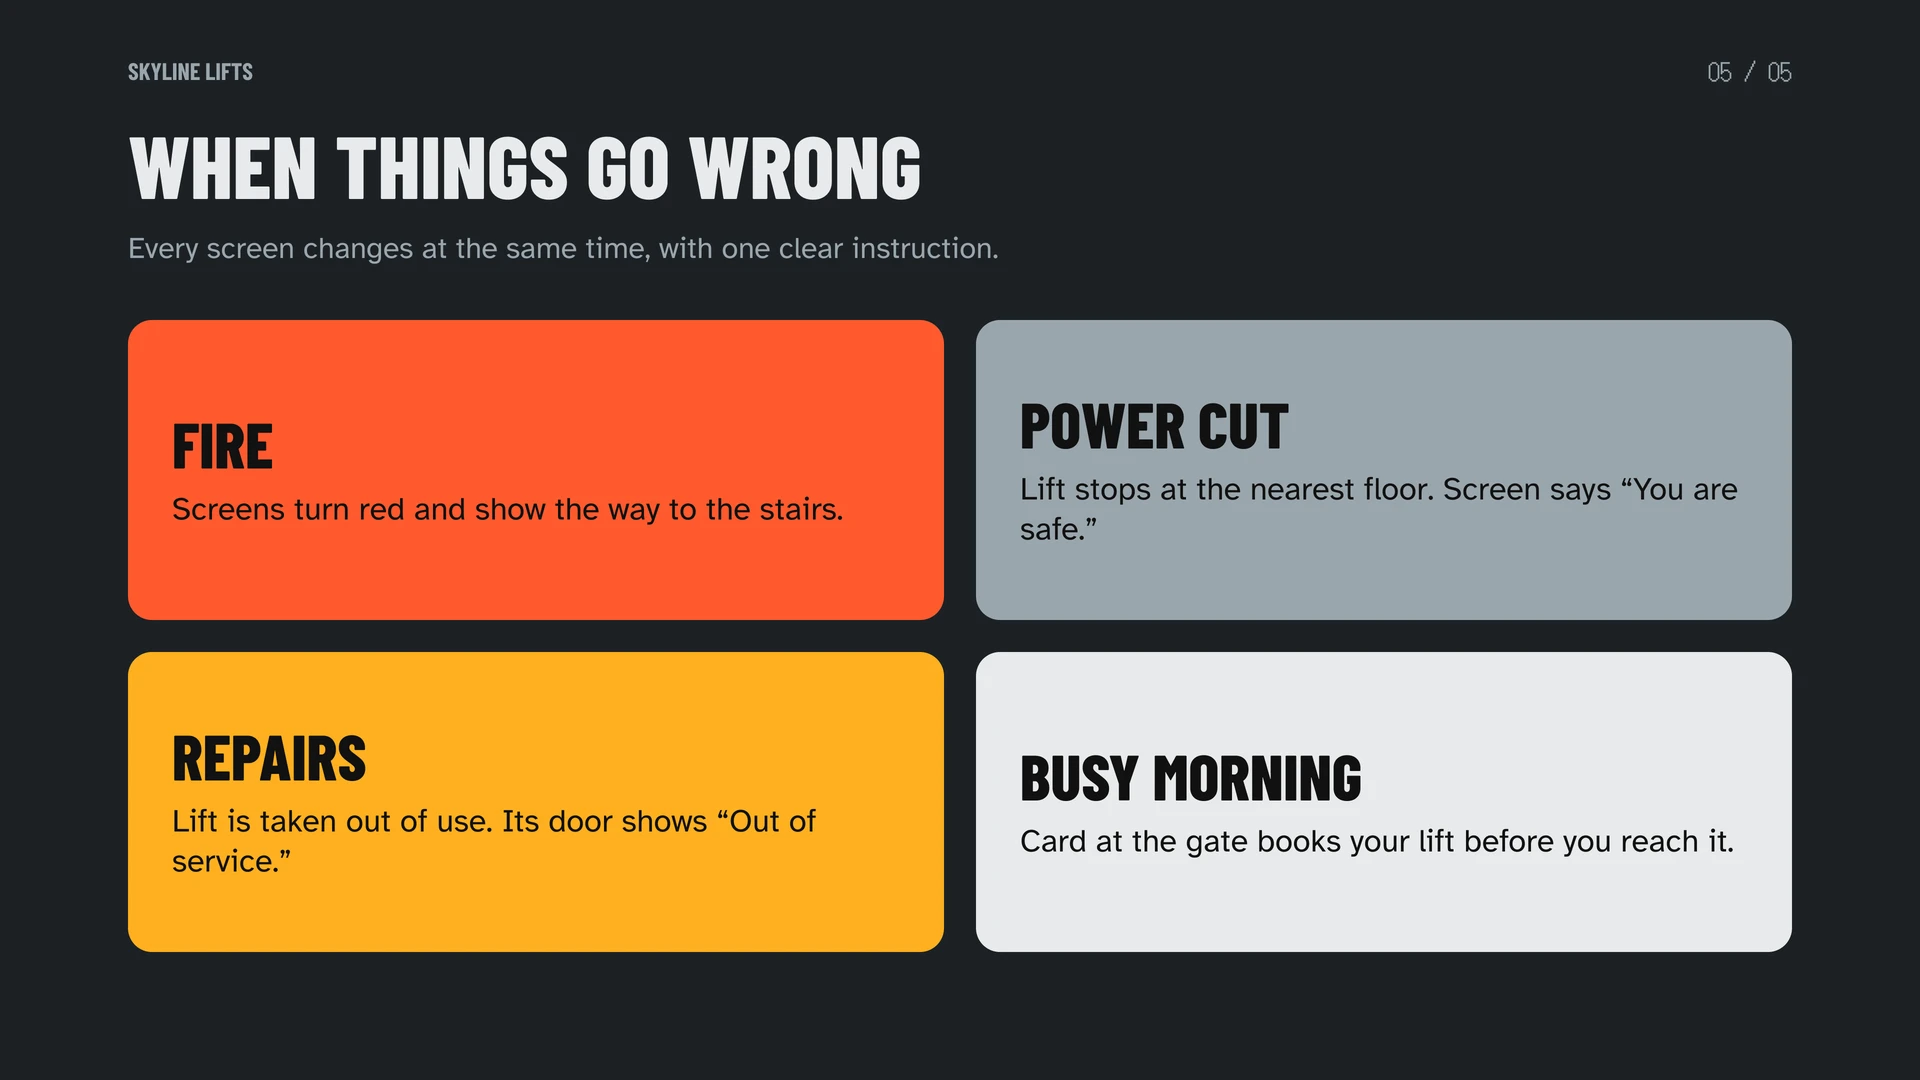 SKYLINE LIFTS
05 / 05
WHEN THINGS GO WRONG
Every screen changes at the same time, with one clear instruction.
FIRE
Screens turn red and show the way to the stairs.
POWER CUT
Lift stops at the nearest floor. Screen says “You are
safe.”
REPAIRS
Lift is taken out of use. Its door shows “Out of
service.”
BUSY MORNING
Card at the gate books your lift before you reach it.